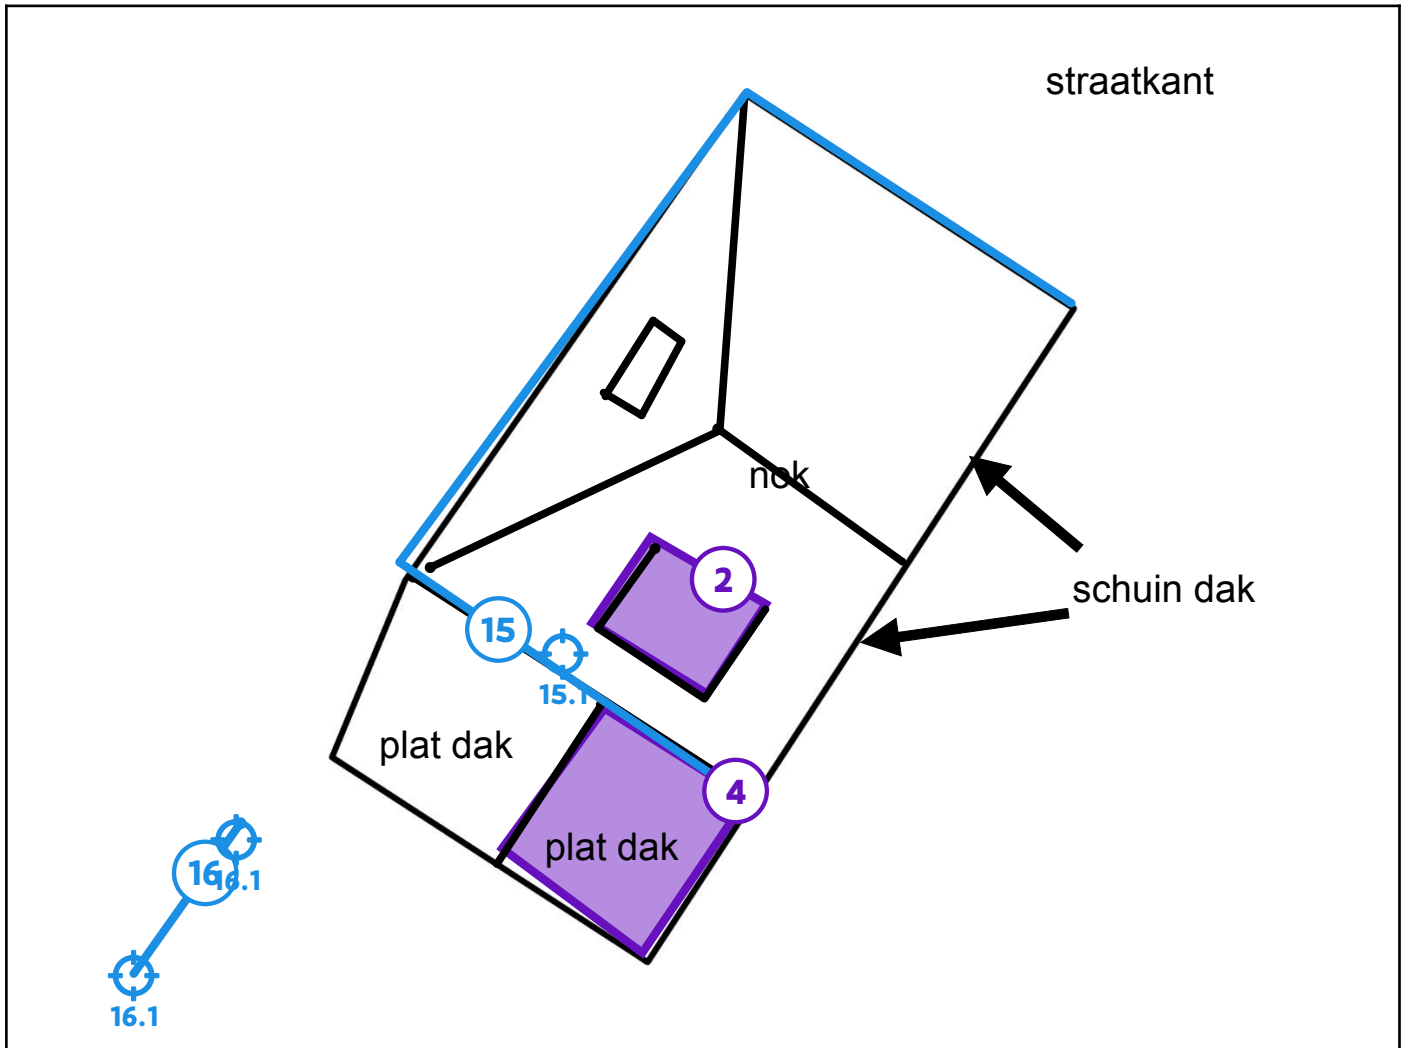 straatkant
nok
2
schuin dak
15
15.1
plat dak
4
plat dak
16
16.1
16.1